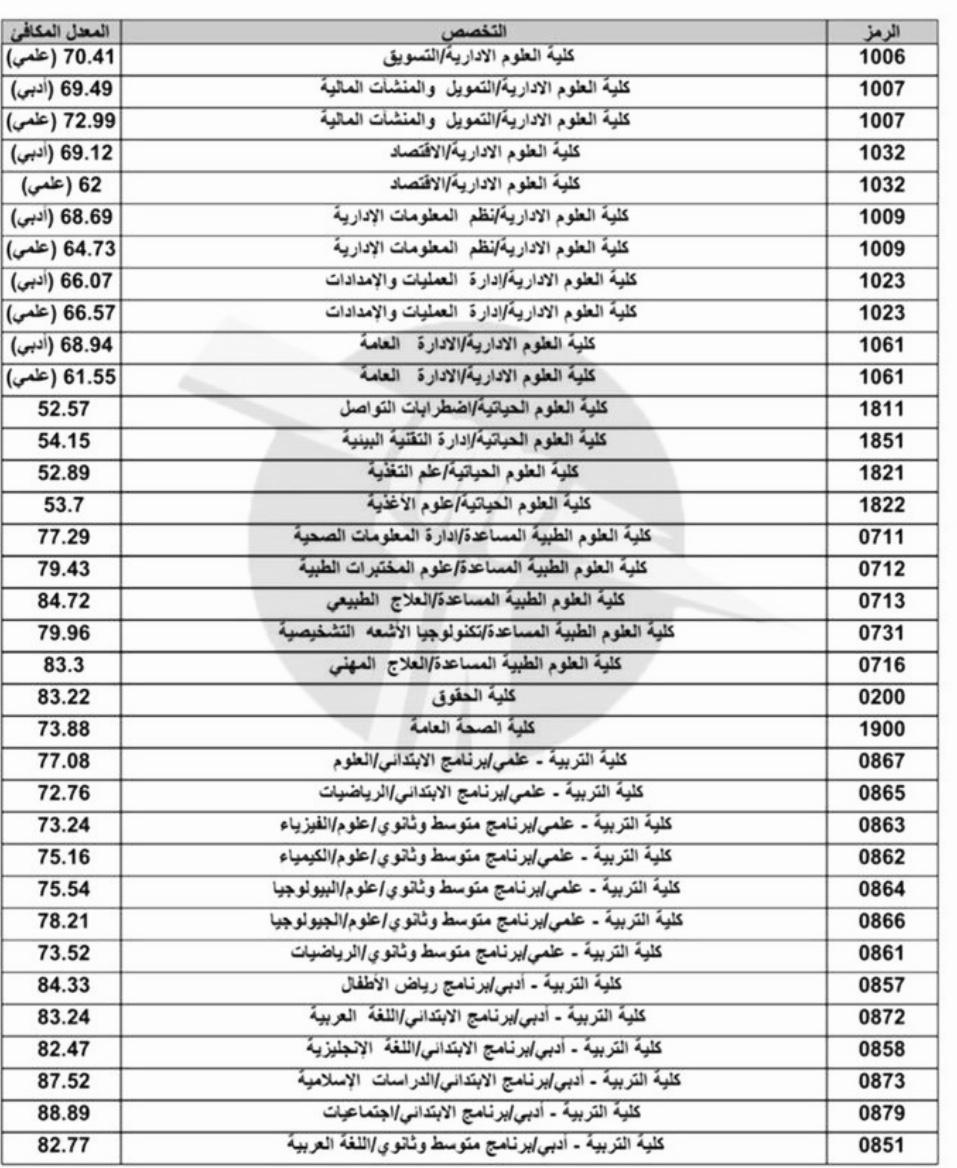 الرمز التخصص المعدل المكافئ
1006 كلية العلوم الادارية/التسويق 70.41 (علمي)
1007 كلية العلوم الادارية/التمويل والمنشآت المالية 69.49 (أدبي)
1007 كلية العلوم الادارية/التمويل والمنشآت المالية 72.99 (علمي)
1032 كلية العلوم الادارية/الاقتصاد 69.12 (أدبي)
1032 كلية العلوم الادارية/الاقتصاد 62 (علمي)
1009 كلية العلوم الادارية/نظم المعلومات الإدارية 68.69 (أدبي)
1009 كلية العلوم الادارية/نظم المعلومات الإدارية 64.73 (علمي)
1023 كلية العلوم الادارية/إدارة العمليات والإمدادات 66.07 (أدبي)
1023 كلية العلوم الادارية/إدارة العمليات والإمدادات 66.57 (علمي)
1061 كلية العلوم الادارية/الادارة العامة 68.94 (أدبي)
1061 كلية العلوم الادارية/الادارة العامة 61.55 (علمي)
1811 كلية العلوم الحياتية/اضطرابات التواصل 52.57
1851 كلية العلوم الحياتية/إدارة التقنية البيئية 54.15
1821 كلية العلوم الحياتية/علم التغذية 52.89
1822 كلية العلوم الحياتية/علوم الأغذية 53.7
0711 كلية العلوم الطبية المساعدة/ادارة المعلومات الصحية 77.29
0712 كلية العلوم الطبية المساعدة/علوم المختبرات الطبية 79.43
0713 كلية العلوم الطبية المساعدة/العلاج الطبيعي 84.72
0731 كلية العلوم الطبية المساعدة/تكنولوجيا الأشعه التشخيصية 79.96
0716 كلية العلوم الطبية المساعدة/العلاج المهني 83.3
0200 كلية الحقوق 83.22
1900 كلية الصحة العامة 73.88
0867 كلية التربية - علمي/برنامج الابتدائي/العلوم 77.08
0865 كلية التربية - علمي/برنامج الابتدائي/الرياضيات 72.76
0863 كلية التربية - علمي/برنامج متوسط وثانوي/علوم/الفيزياء 73.24
0862 كلية التربية - علمي/برنامج متوسط وثانوي/علوم/الكيمياء 75.16
0864 كلية التربية - علمي/برنامج متوسط وثانوي/علوم/البيولوجيا 75.54
0866 كلية التربية - علمي/برنامج متوسط وثانوي/علوم/الجيولوجيا 78.21
0861 كلية التربية - علمي/برنامج متوسط وثانوي/الرياضيات 73.52
0857 كلية التربية - أدبي/برنامج رياض الأطفال 84.33
0872 كلية التربية - أدبي/برنامج الابتدائي/اللغة العربية 83.24
0858 كلية التربية - أدبي/برنامج الابتدائي/اللغة الإنجليزية 82.47
0873 كلية التربية - أدبي/برنامج الابتدائي/الدراسات الإسلامية 87.52
0879 كلية التربية - أدبي/برنامج الابتدائي/اجتماعيات 88.89
0851 كلية التربية - أدبي/برنامج متوسط وثانوي/اللغة العربية 82.77